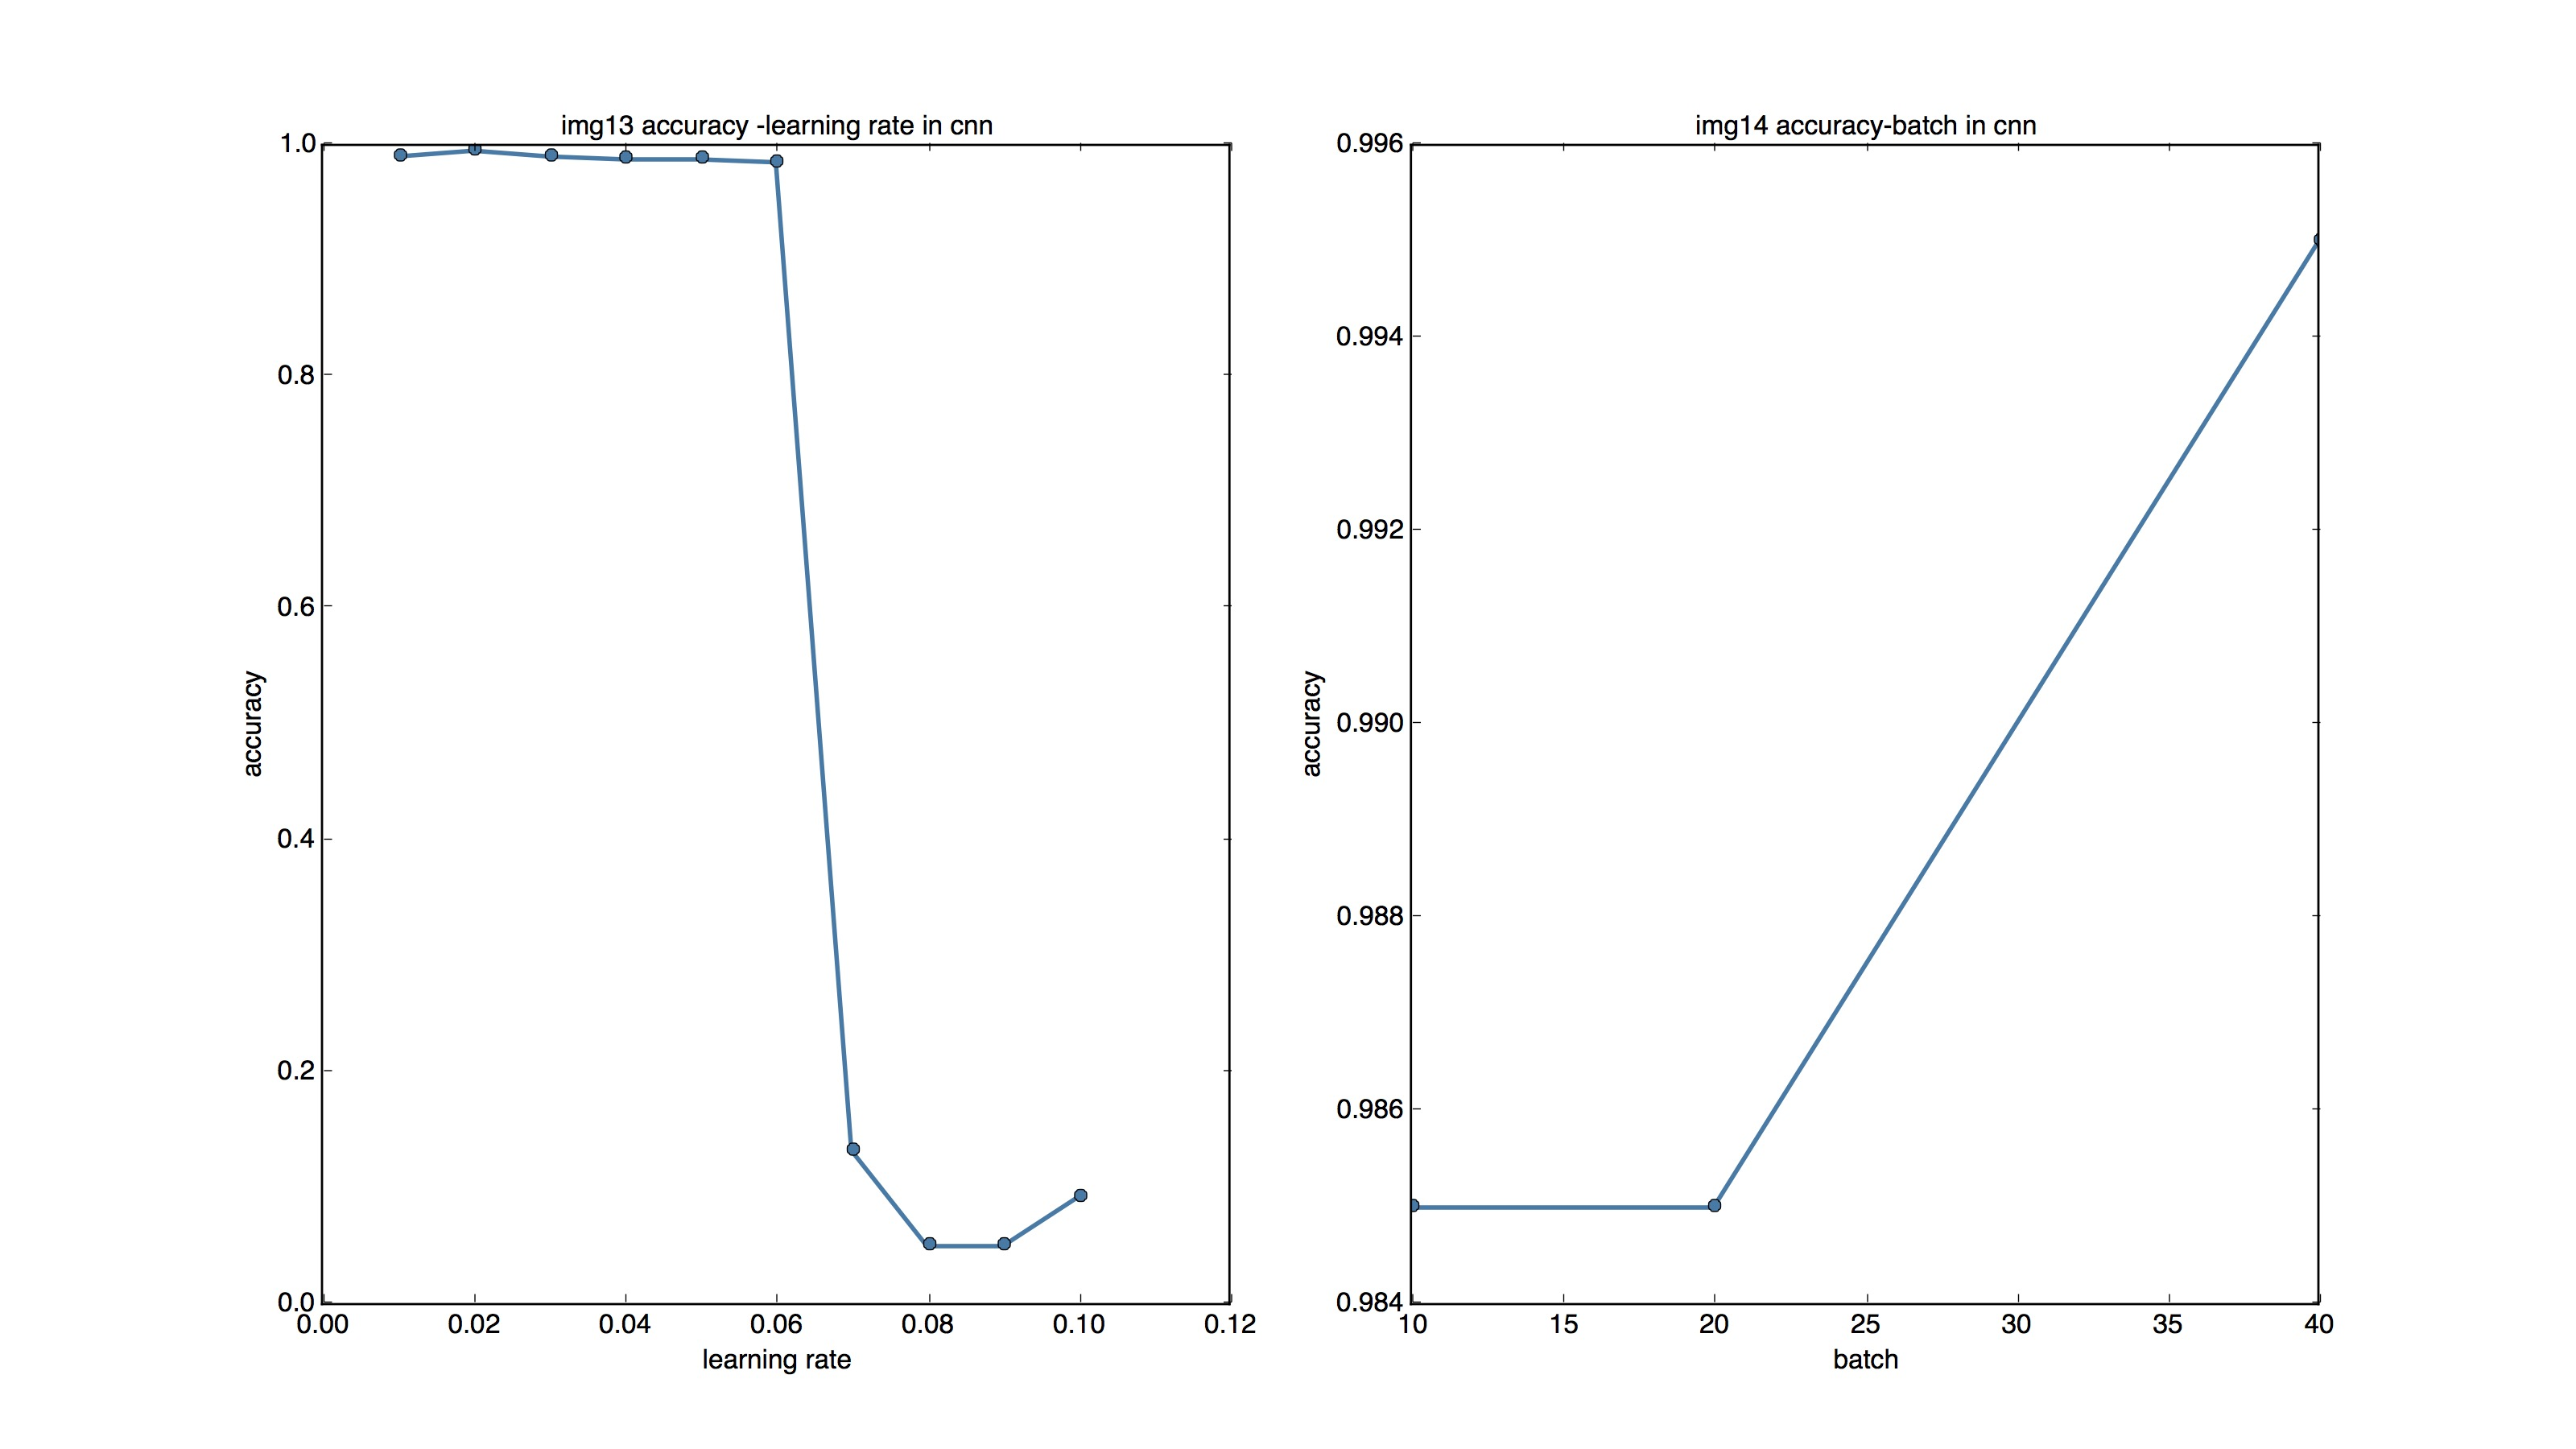 img13 accuracy -learning rate in cnn
1.0
0.8
0.6
0.4
0.2
0.0
accuracy
0.00 0.02 0.04 0.06 0.08 0.10 0.12
learning rate
img14 accuracy-batch in cnn
0.996
0.994
0.992
0.990
0.988
0.986
0.984
accuracy
10 15 20 25 30 35 40
batch